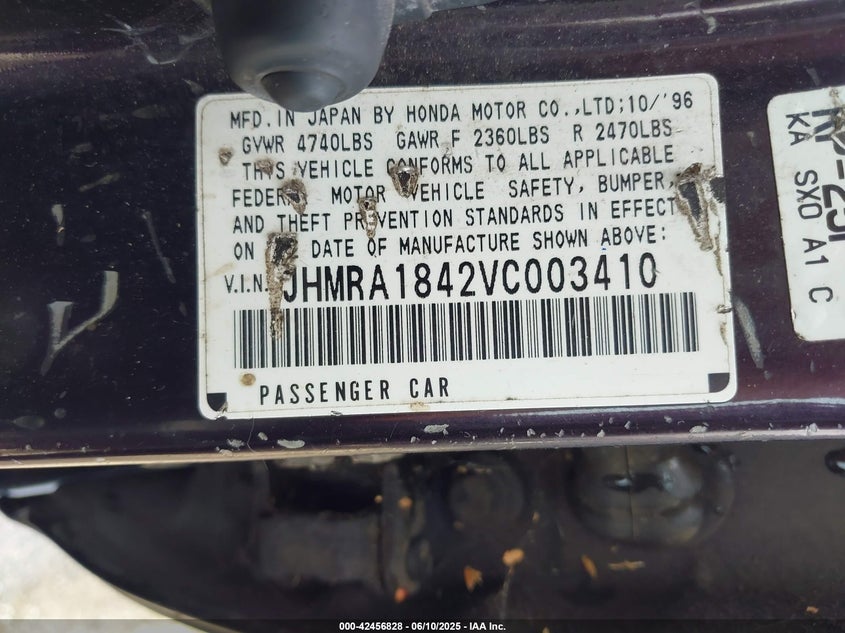 MFD. IN JAPAN BY HONDA MOTOR CO.,LTD;10/'96
GVWR 4740LBS GAWR F 2360LBS R 2470LBS
THIS VEHICLE CONFORMS TO ALL APPLICABLE
FEDERAL MOTOR VEHICLE SAFETY, BUMPER,
AND THEFT PREVENTION STANDARDS IN EFFECT
ON DATE OF MANUFACTURE SHOWN ABOVE:
V.I.N. JHMRA1842VC003410
PASSENGER CAR
KA SX0 A1 C
000-42456828 - 06/10/2025 - IAA Inc.